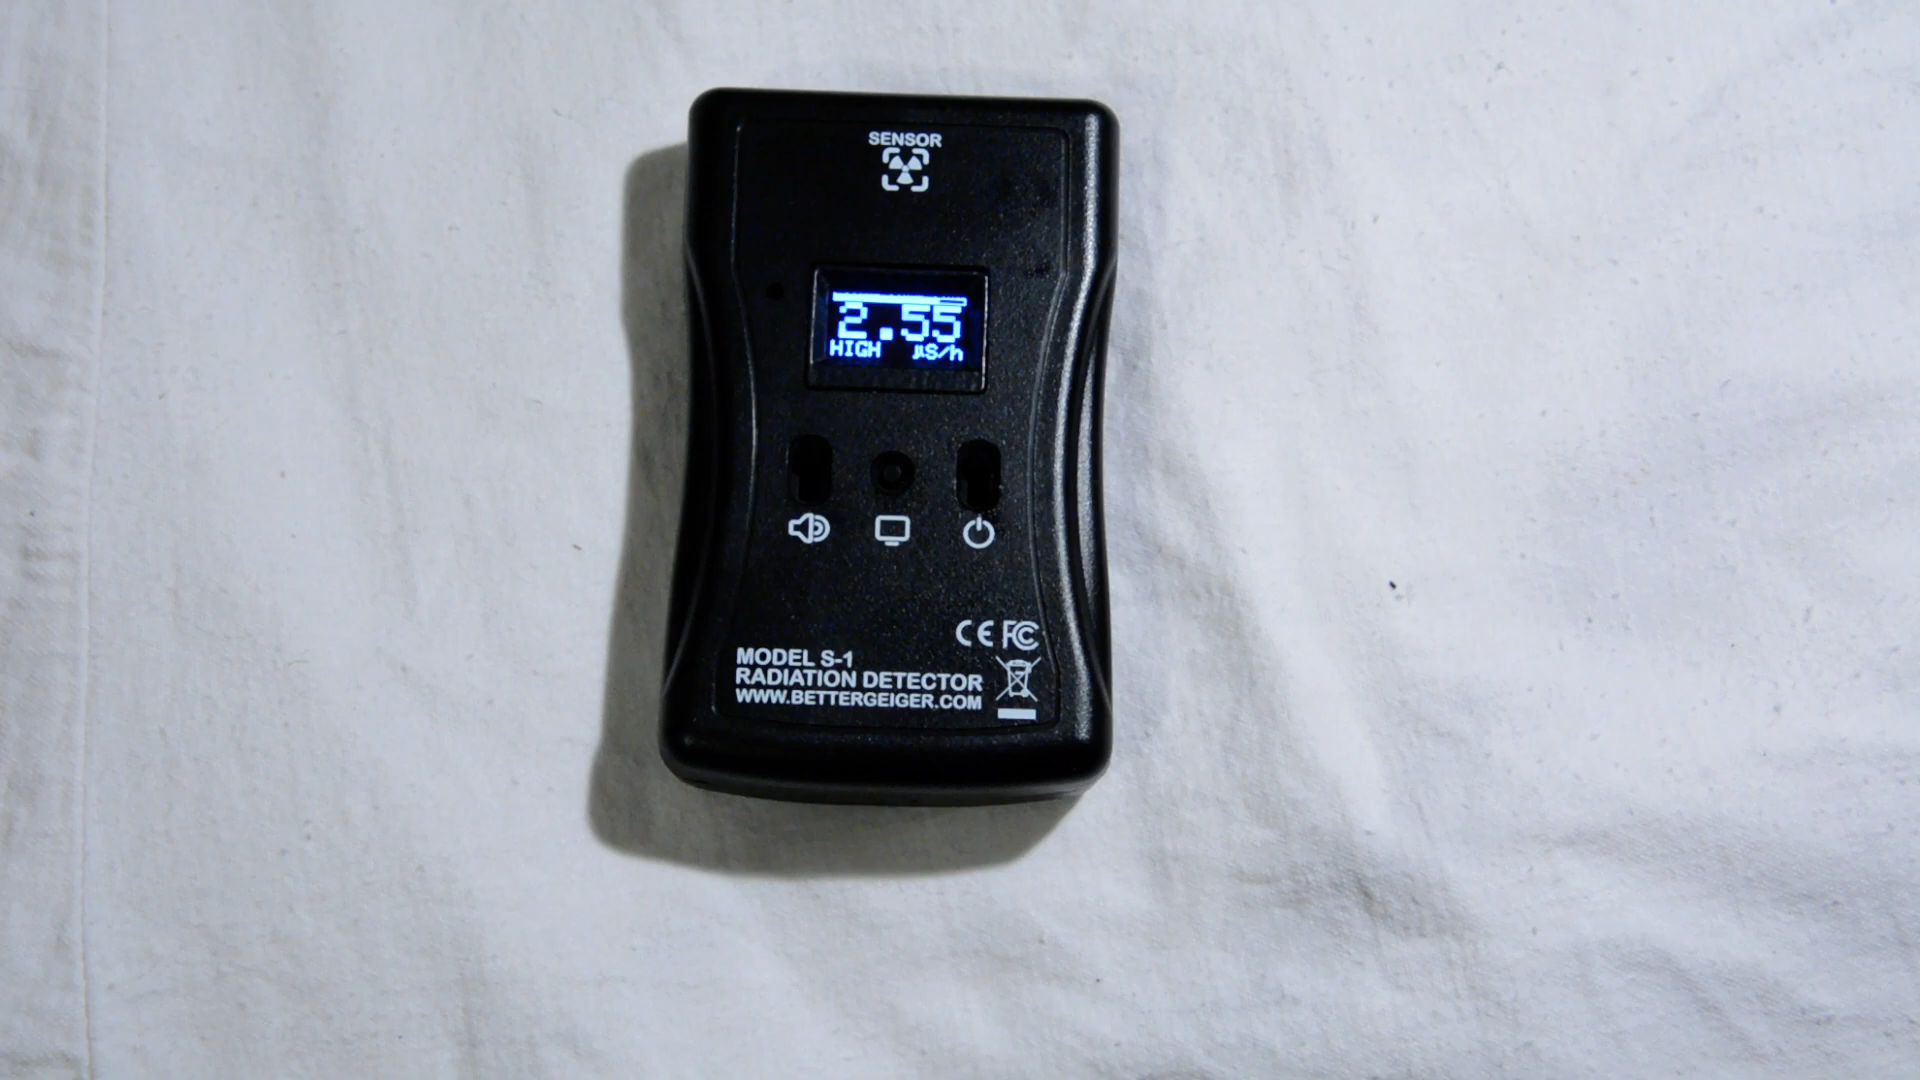 SENSOR
2.55
HIGH µS/h
CE FC
MODEL S-1
RADIATION DETECTOR
WWW.BETTERGEIGER.COM